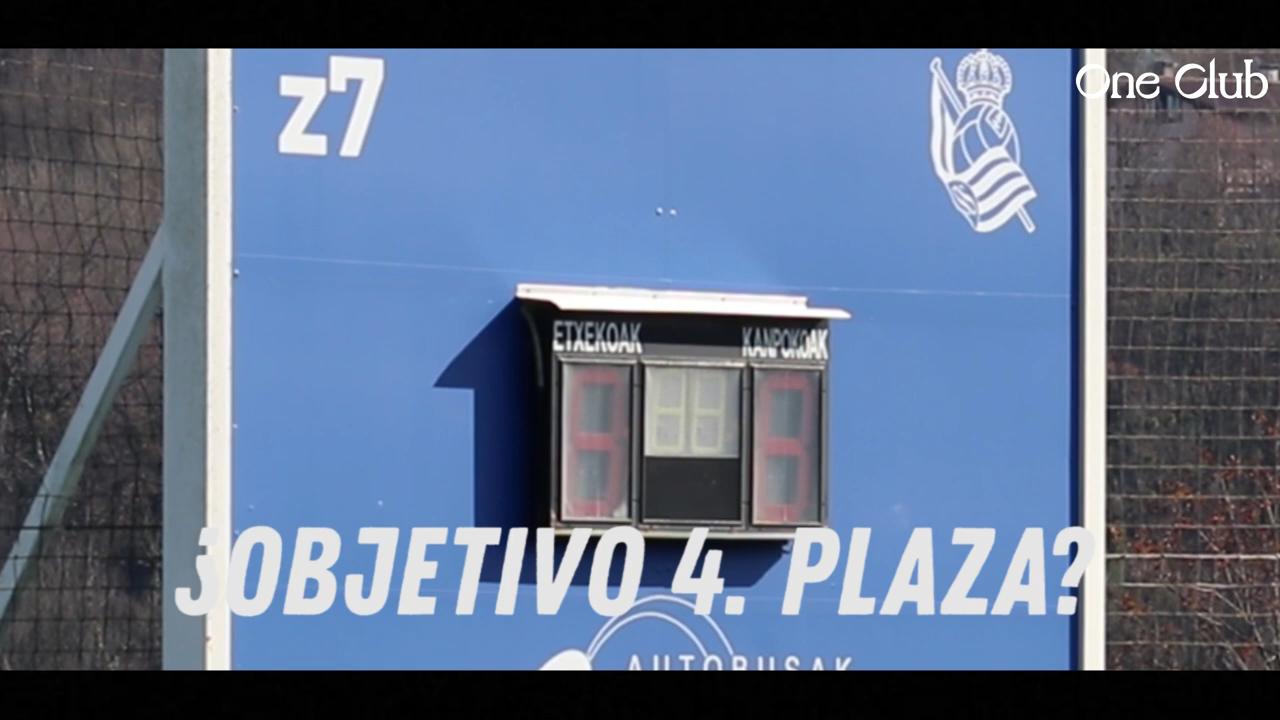 z7
One Club
ETXEKOAK KANPOKOAK
¿OBJETIVO 4. PLAZA?
AUTOBUSAK